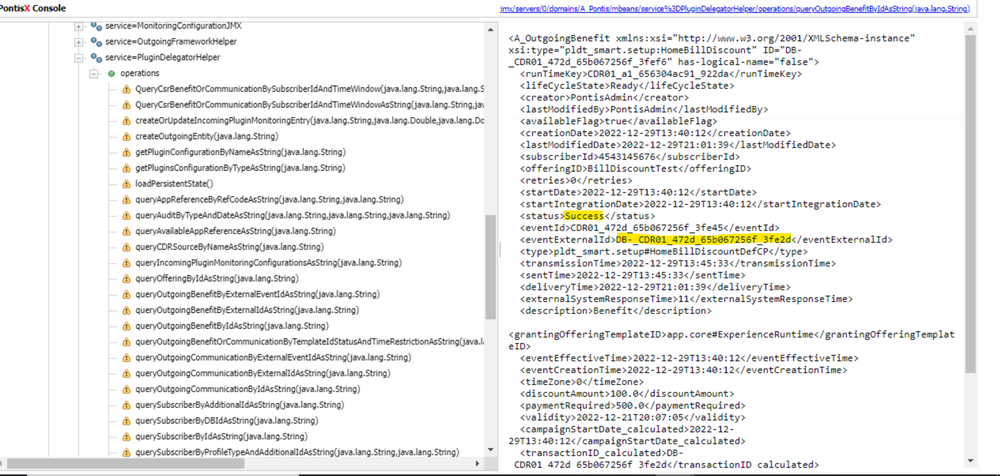 PontisX Console
jmx/servers/0/domains/A_Pontis/mbeans/service%3DPluginDelegatorHelper/operations/queryOutgoingBenefitByIdAsString(java.lang.String)
service=MonitoringConfigurationJMX
service=OutgoingFrameworkHelper
service=PluginDelegatorHelper
operations
QueryCsrBenefitOrCommunicationBySubscriberIdAndTimeWindow(java.lang.String,java.lang.S
QueryCsrBenefitOrCommunicationBySubscriberIdAndTimeWindowAsString(java.lang.String,jav
createOrUpdateIncomingPluginMonitoringEntry(java.lang.String,java.lang.Double,java.lang.Do
createOutgoingEntity(java.lang.String)
getPluginConfigurationByNameAsString(java.lang.String)
getPluginsConfigurationByTypeAsString(java.lang.String)
loadPersistentState()
queryAppReferenceByRefCodeAsString(java.lang.String,java.lang.String)
queryAuditByTypeAndDateAsString(java.lang.String,java.lang.String,java.lang.String)
queryAvailableAppReferenceAsString(java.lang.String)
queryCDRSourceByNameAsString(java.lang.String)
queryIncomingPluginMonitoringConfigurationsAsString(java.lang.String)
queryOfferingByIdAsString(java.lang.String)
queryOutgoingBenefitByExternalEventIdAsString(java.lang.String)
queryOutgoingBenefitByExternalIdAsString(java.lang.String)
queryOutgoingBenefitByIdAsString(java.lang.String)
queryOutgoingBenefitOrCommunicationByTemplateIdStatusAndTimeRestrictionAsString(java.l
queryOutgoingCommunicationByExternalEventIdAsString(java.lang.String)
queryOutgoingCommunicationByExternalIdAsString(java.lang.String)
queryOutgoingCommunicationByIdAsString(java.lang.String)
querySubscriberByAdditionalIdAsString(java.lang.String)
querySubscriberByDBIdAsString(java.lang.String)
querySubscriberByIdAsString(java.lang.String)
querySubscriberByProfileTypeAndAdditionalIdAsString(java.lang.String,java.lang.String)
<A_OutgoingBenefit xmlns:xsi="http://www.w3.org/2001/XMLSchema-instance"
xsi:type="pldt_smart.setup:HomeBillDiscount" ID="DB-
_CDR01_472d_65b067256f_3fef6" has-logical-name="false">
<runTimeKey>CDR01_a1_656304ac91_922da</runTimeKey>
<lifeCycleState>Ready</lifeCycleState>
<creator>PontisAdmin</creator>
<lastModifiedBy>PontisAdmin</lastModifiedBy>
<availableFlag>true</availableFlag>
<creationDate>2022-12-29T13:40:12</creationDate>
<lastModifiedDate>2022-12-29T21:01:39</lastModifiedDate>
<subscriberId>4543145676</subscriberId>
<offeringID>BillDiscountTest</offeringID>
<retries>0</retries>
<startDate>2022-12-29T13:40:12</startDate>
<startIntegrationDate>2022-12-29T13:40:12</startIntegrationDate>
<status>Success</status>
<eventId>CDR01_472d_65b067256f_3fe45</eventId>
<eventExternalId>DB-_CDR01_472d_65b067256f_3fe2d</eventExternalId>
<type>pldt_smart.setup#HomeBillDiscountDefCP</type>
<transmissionTime>2022-12-29T13:45:33</transmissionTime>
<sentTime>2022-12-29T13:45:33</sentTime>
<deliveryTime>2022-12-29T21:01:39</deliveryTime>
<externalSystemResponseTime>11</externalSystemResponseTime>
<description>Benefit</description>
<grantingOfferingTemplateID>app.core#ExperienceRuntime</grantingOfferingTemplat
eID>
<eventEffectiveTime>2022-12-29T13:40:12</eventEffectiveTime>
<eventCreationTime>2022-12-29T13:40:12</eventCreationTime>
<timeZone>0</timeZone>
<discountAmount>100.0</discountAmount>
<paymentRequired>500.0</paymentRequired>
<validity>2022-12-21T20:07:05</validity>
<campaignStartDate_calculated>2022-12-
29T13:40:12</campaignStartDate_calculated>
<transactionID_calculated>DB-
_CDR01_472d_65b067256f_3fe2d</transactionID_calculated>